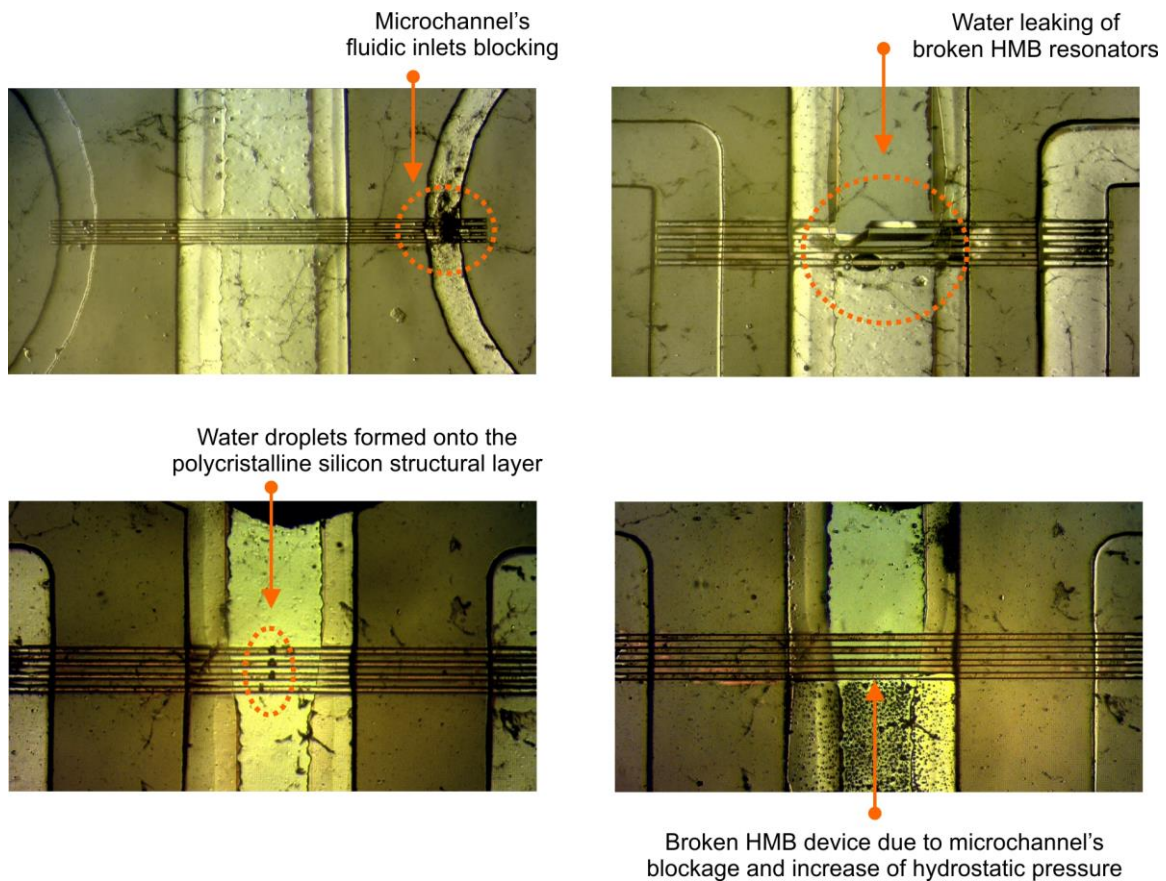 Microchannel's
fluidic inlets blocking
Water leaking of
broken HMB resonators
Water droplets formed onto the
polycristalline silicon structural layer
Broken HMB device due to microchannel's
blockage and increase of hydrostatic pressure